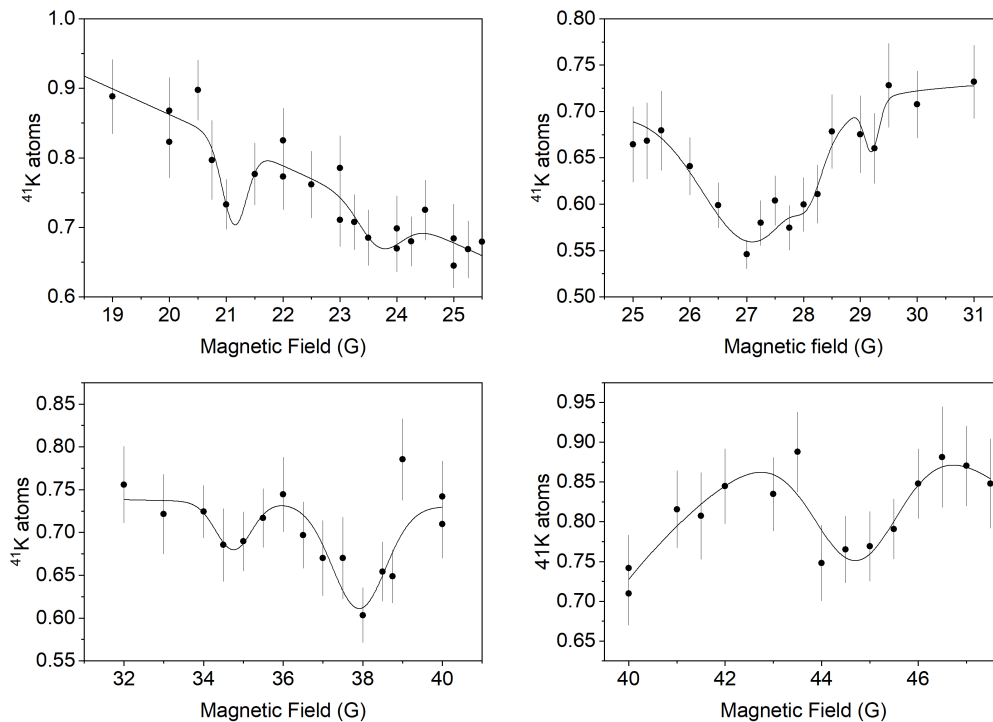 1.0
0.9
0.8
0.7
0.6
⁴¹K atoms
19 20 21 22 23 24 25
Magnetic Field (G)
0.80
0.75
0.70
0.65
0.60
0.55
0.50
⁴¹K atoms
25 26 27 28 29 30 31
Magnetic field (G)
0.85
0.80
0.75
0.70
0.65
0.60
0.55
⁴¹K atoms
32 34 36 38 40
Magnetic Field (G)
0.95
0.90
0.85
0.80
0.75
0.70
0.65
41K atoms
40 42 44 46
Magnetic Field (G)